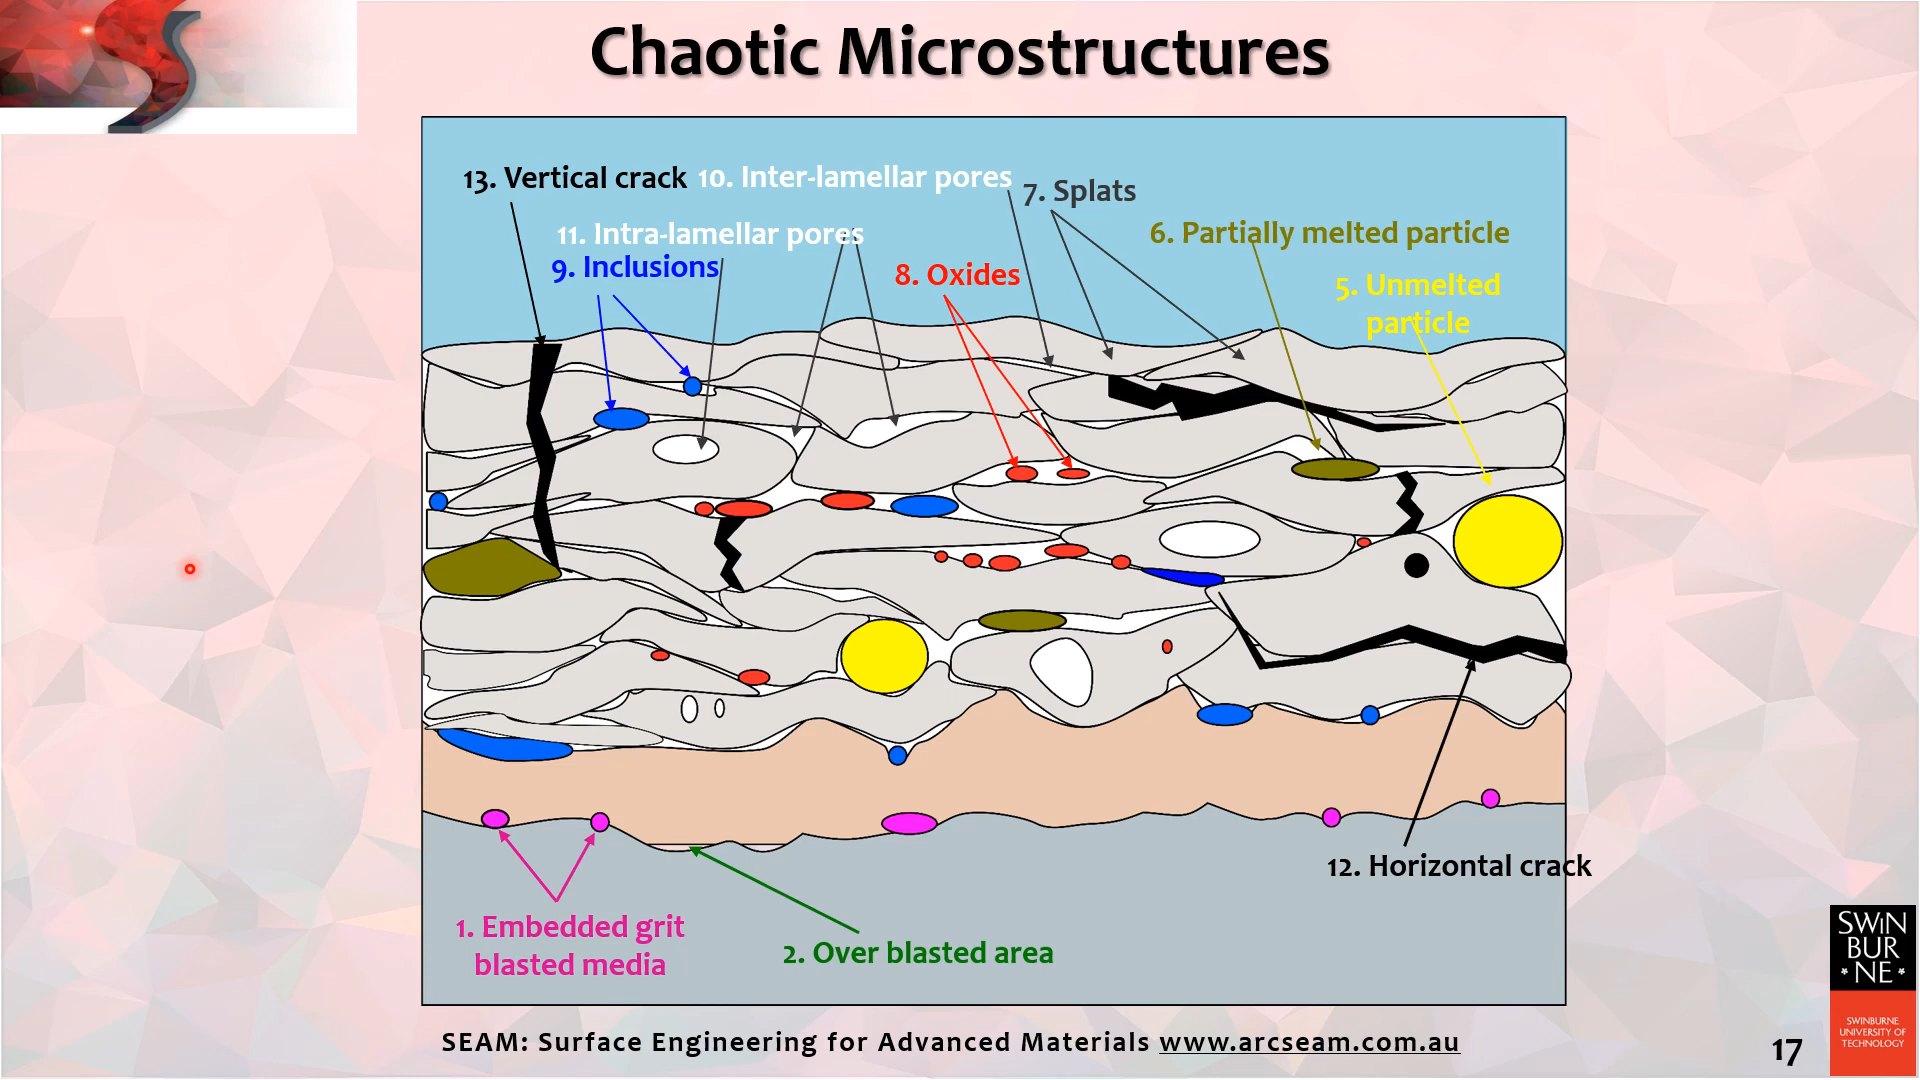 Chaotic Microstructures
13. Vertical crack
10. Inter-lamellar pores
7. Splats
11. Intra-lamellar pores
6. Partially melted particle
9. Inclusions
8. Oxides
5. Unmelted
particle
12. Horizontal crack
1. Embedded grit
blasted media
2. Over blasted area
SEAM: Surface Engineering for Advanced Materials www.arcseam.com.au
17
SWIN
BUR
*NE*
SWINBURNE
UNIVERSITY OF
TECHNOLOGY